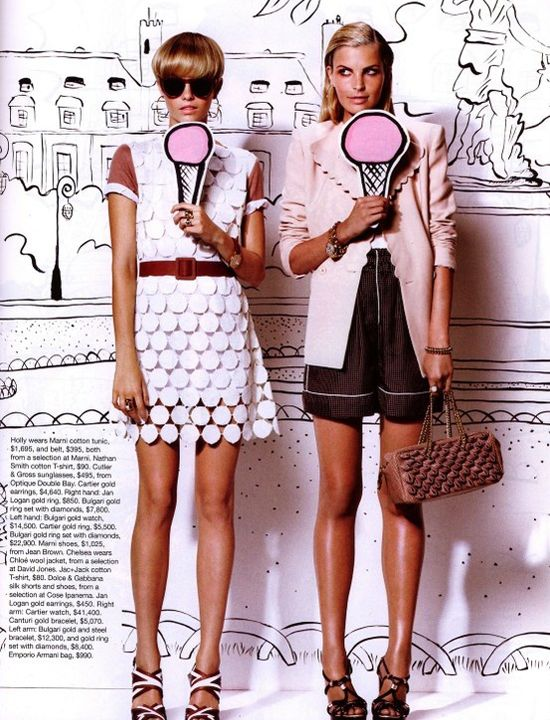 Holly wears Marni cotton tunic,
$1,695, and belt, $395, both
from a selection at Marni. Nathan
Smith cotton T-shirt, $90. Cutler
& Gross sunglasses, $495, from
Optique Double Bay. Cartier gold
earrings, $4,640. Right hand: Jan
Logan gold ring, $850. Bulgari gold
ring set with diamonds, $7,800.
Left hand: Bulgari gold watch,
$14,500. Cartier gold ring, $5,500.
Bulgari gold ring set with diamonds,
$22,900. Marni shoes, $1,025,
from Jean Brown. Chelsea wears
Chloé wool jacket, from a selection
at David Jones. Jac+Jack cotton
T-shirt, $80. Dolce & Gabbana
silk shorts and shoes, from a
selection at Cose Ipanema. Jan
Logan gold earrings, $450. Right
arm: Cartier watch, $41,400.
Canturi gold bracelet, $5,070.
Left arm: Bulgari gold and steel
bracelet, $12,300, and gold ring
set with diamonds, $8,400.
Emporio Armani bag, $990.